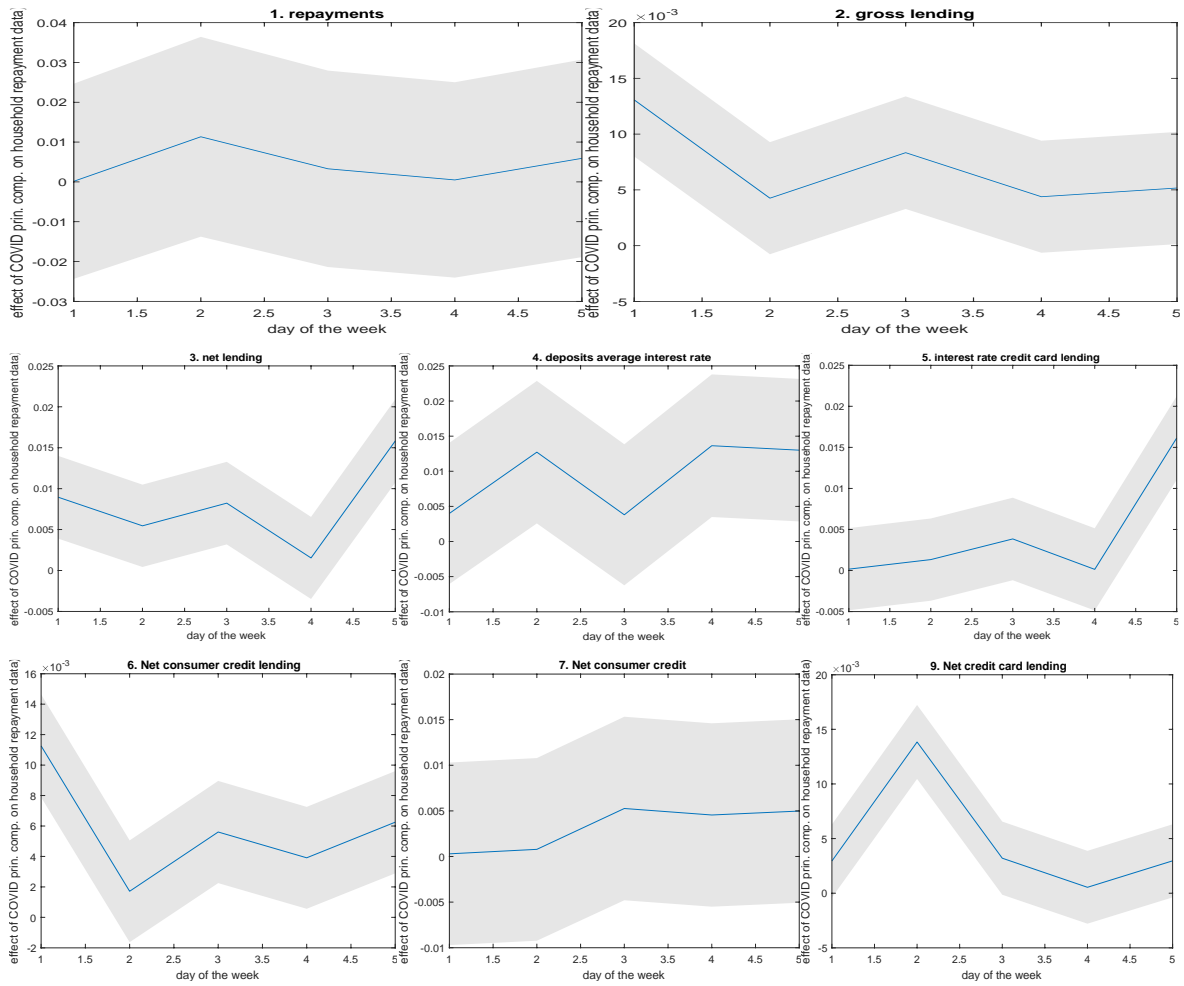 1. repayments
effect of COVID prin. comp. on household repayment data)
0.04
0.03
0.02
0.01
0
-0.01
-0.02
-0.03
1 1.5 2 2.5 3 3.5 4 4.5 5
day of the week
2. gross lending
×10-3
effect of COVID prin. comp. on household repayment data)
20
15
10
5
0
-5
1 1.5 2 2.5 3 3.5 4 4.5 5
day of the week
3. net lending
effect of COVID prin. comp. on household repayment data)
0.025
0.02
0.015
0.01
0.005
0
-0.005
1 1.5 2 2.5 3 3.5 4 4.5 5
day of the week
4. deposits average interest rate
effect of COVID prin. comp. on household repayment data)
0.025
0.02
0.015
0.01
0.005
0
-0.005
-0.01
1 1.5 2 2.5 3 3.5 4 4.5 5
day of the week
5. interest rate credit card lending
effect of COVID prin. comp. on household repayment data)
0.025
0.02
0.015
0.01
0.005
0
-0.005
1 1.5 2 2.5 3 3.5 4 4.5 5
day of the week
6. Net consumer credit lending
×10-3
effect of COVID prin. comp. on household repayment data)
16
14
12
10
8
6
4
2
0
-2
1 1.5 2 2.5 3 3.5 4 4.5 5
day of the week
7. Net consumer credit
effect of COVID prin. comp. on household repayment data)
0.02
0.015
0.01
0.005
0
-0.005
-0.01
1 1.5 2 2.5 3 3.5 4 4.5 5
day of the week
9. Net credit card lending
×10-3
effect of COVID prin. comp. on household repayment data)
20
15
10
5
0
-5
1 1.5 2 2.5 3 3.5 4 4.5 5
day of the week